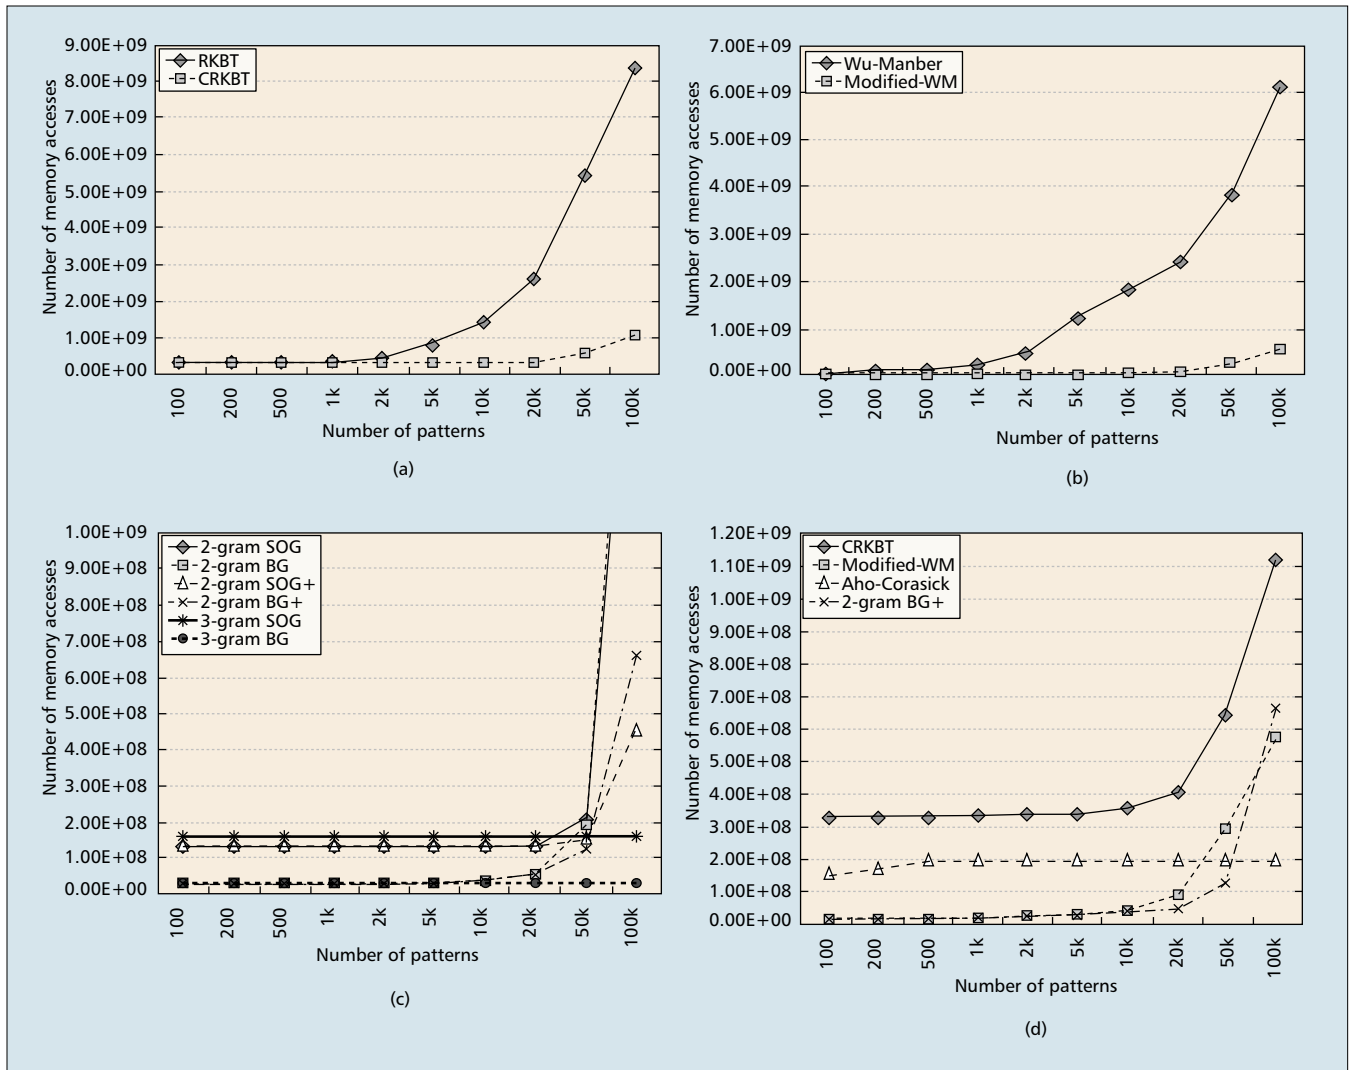 9.00E+09
8.00E+09
7.00E+09
6.00E+09
5.00E+09
4.00E+09
3.00E+09
2.00E+09
1.00E+09
0.00E+00
Number of memory accesses
RKBT
CRKBT
100
200
500
1k
2k
5k
10k
20k
50k
100k
Number of patterns
(a)
7.00E+09
6.00E+09
5.00E+09
4.00E+09
3.00E+09
2.00E+09
1.00E+09
0.00E+00
Number of memory accesses
Wu-Manber
Modified-WM
100
200
500
1k
2k
5k
10k
20k
50k
100k
Number of patterns
(b)
1.00E+09
9.00E+08
8.00E+08
7.00E+08
6.00E+08
5.00E+08
4.00E+08
3.00E+08
2.00E+08
1.00E+08
0.00E+00
Number of memory accesses
2-gram SOG
2-gram BG
2-gram SOG+
2-gram BG+
3-gram SOG
3-gram BG
100
200
500
1k
2k
5k
10k
20k
50k
100k
Number of patterns
(c)
1.20E+09
1.10E+09
1.00E+09
9.00E+08
8.00E+08
7.00E+08
6.00E+08
5.00E+08
4.00E+08
3.00E+08
2.00E+08
1.00E+08
0.00E+00
Number of memory accesses
CRKBT
Modified-WM
Aho-Corasick
2-gram BG+
100
200
500
1k
2k
5k
10k
20k
50k
100k
Number of patterns
(d)